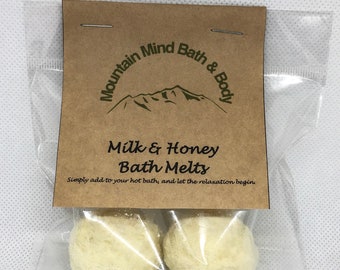 Mountain Mind Bath & Body
Milk & Honey
Bath Melts
Simply add to your hot bath, and let the relaxation begin.